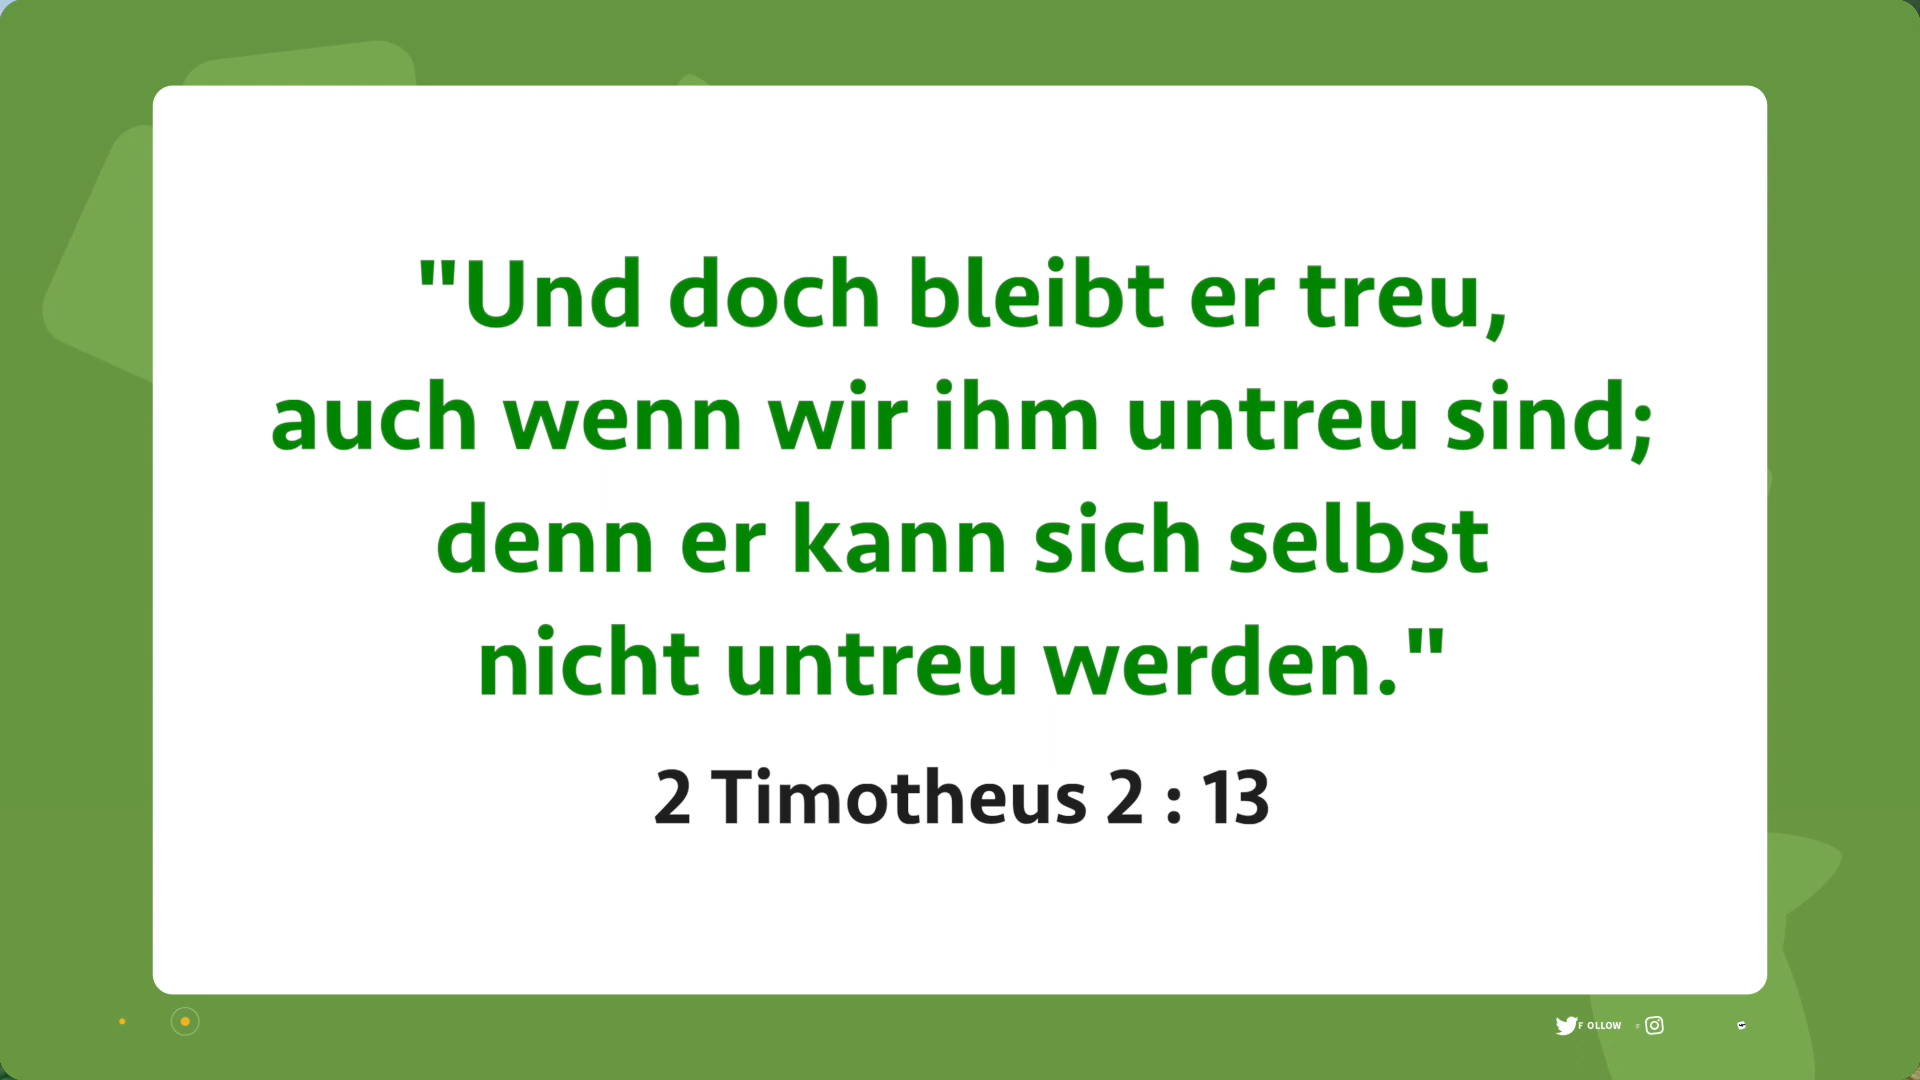 "Und doch bleibt er treu,
auch wenn wir ihm untreu sind;
denn er kann sich selbst
nicht untreu werden."
2 Timotheus 2 : 13
F OLLOW